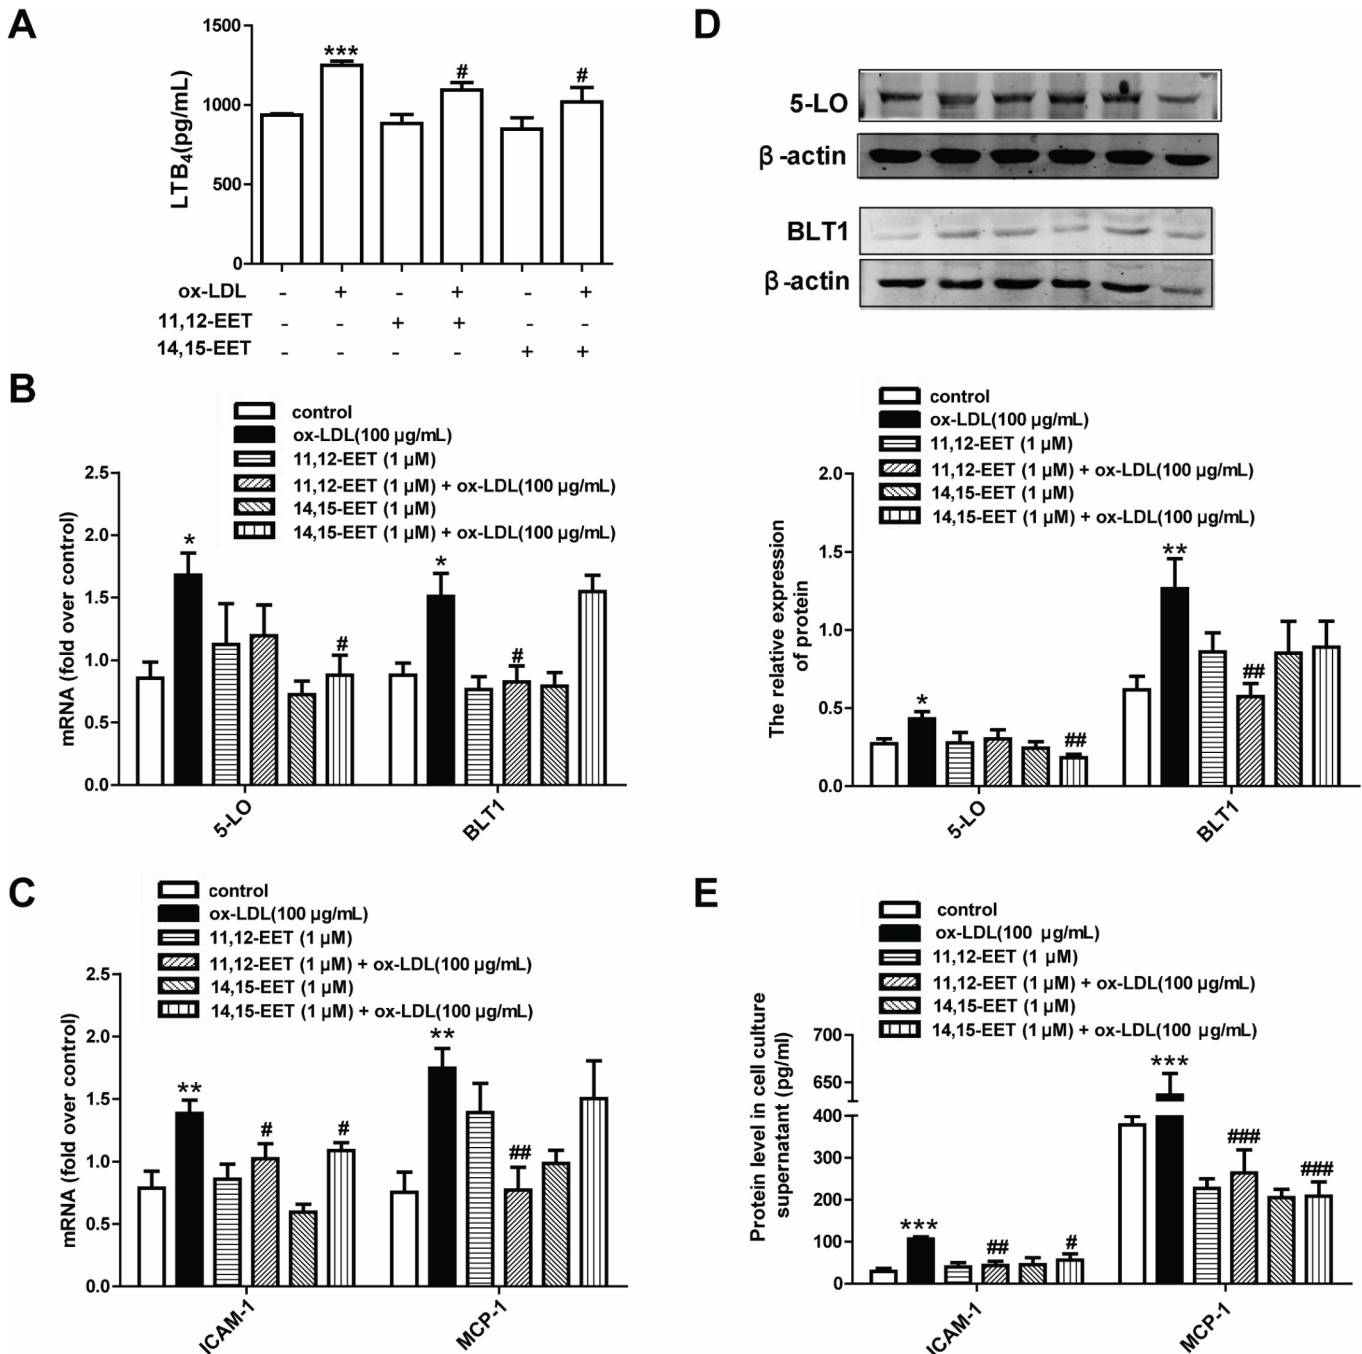 A
1500
1000
500
0
LTB4(pg/mL)
***
#
#
ox-LDL - + - + - +
11,12-EET - - + + - -
14,15-EET - - - - + +
D
5-LO
β-actin
BLT1
β-actin
control
ox-LDL(100 µg/mL)
11,12-EET (1 µM)
11,12-EET (1 µM) + ox-LDL(100 µg/mL)
14,15-EET (1 µM)
14,15-EET (1 µM) + ox-LDL(100 µg/mL)
2.0
1.5
1.0
0.5
0.0
The relative expression
of protein
*
##
**
##
5-LO
BLT1
B
control
ox-LDL(100 µg/mL)
11,12-EET (1 µM)
11,12-EET (1 µM) + ox-LDL(100 µg/mL)
14,15-EET (1 µM)
14,15-EET (1 µM) + ox-LDL(100 µg/mL)
2.5
2.0
1.5
1.0
0.5
0.0
mRNA (fold over control)
*
#
*
#
5-LO
BLT1
C
control
ox-LDL(100 µg/mL)
11,12-EET (1 µM)
11,12-EET (1 µM) + ox-LDL(100 µg/mL)
14,15-EET (1 µM)
14,15-EET (1 µM) + ox-LDL(100 µg/mL)
2.5
2.0
1.5
1.0
0.5
0.0
mRNA (fold over control)
**
#
#
**
##
ICAM-1
MCP-1
E
control
ox-LDL(100 µg/mL)
11,12-EET (1 µM)
11,12-EET (1 µM) + ox-LDL(100 µg/mL)
14,15-EET (1 µM)
14,15-EET (1 µM) + ox-LDL(100 µg/mL)
700
650
400
300
200
100
0
Protein level in cell culture
supernatant (pg/ml)
***
##
#
***
###
###
ICAM-1
MCP-1